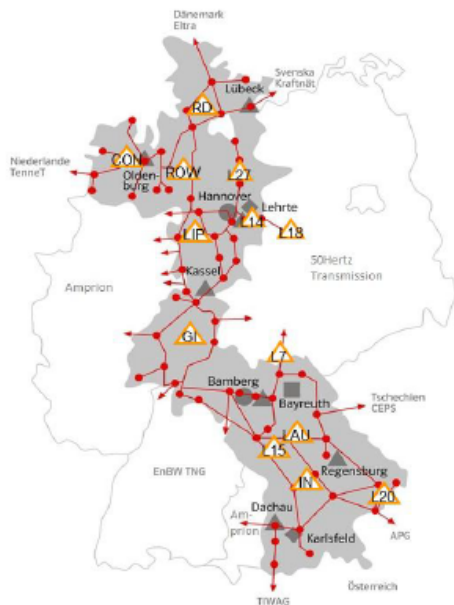 Dänemark
Eltra
Svenska
Kraftnät
Lübeck
RD
CON
Olden-
burg
ROW
L27
Niederlande
TenneT
Hannover
Lehrte
L14
L18
LIP
Kassel
50Hertz
Transmission
Amprion
GI
L7
Bamberg
Bayreuth
Tschechien
CEPS
LAU
L15
Regensburg
EnBW TNG
IN
L20
Dachau
Am-
prion
Karlsfeld
APG
Österreich
TIWAG